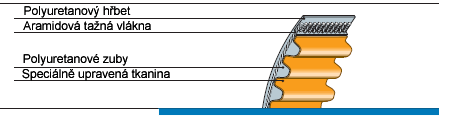 Polyuretanový hřbet
Aramidová tažná vlákna
Polyuretanové zuby
Speciálně upravená tkanina